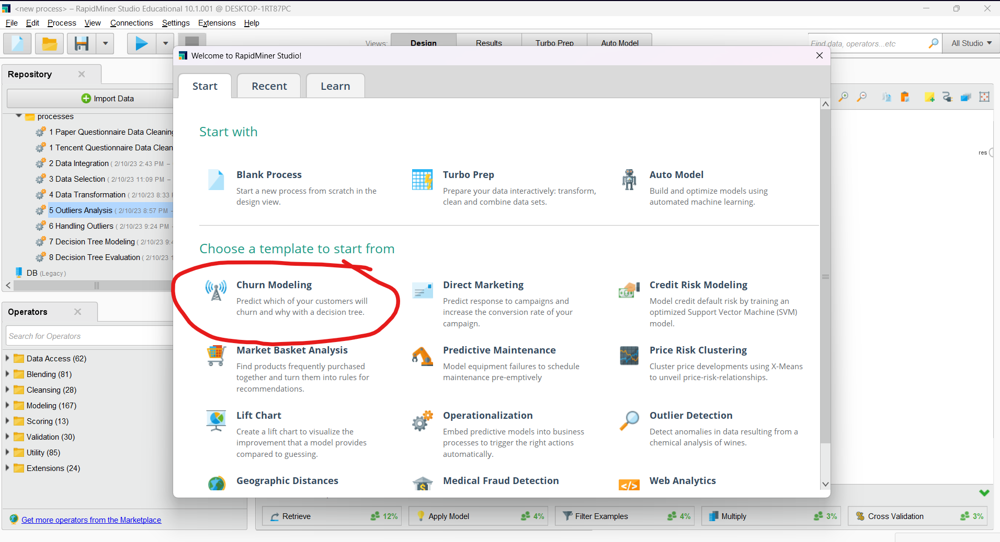 <new process> – RapidMiner Studio Educational 10.1.001 @ DESKTOP-1RT87PC
File Edit Process View Connections Settings Extensions Help
Views: Design Results Turbo Prep Auto Model
Find data, operators...etc
All Studio
Welcome to RapidMiner Studio!
Start Recent Learn
Repository
Import Data
processes
1 Paper Questionnaire Data Cleaning
1 Tencent Questionnaire Data Clean
2 Data Integration ( 2/10/23 2:43 PM –
3 Data Selection ( 2/10/23 11:09 PM –
4 Data Transformation ( 2/10/23 8:33
5 Outliers Analysis ( 2/10/23 8:57 PM -
6 Handling Outliers ( 2/10/23 9:24 PM
7 Decision Tree Modeling ( 2/10/23 9:4
8 Decision Tree Evaluation ( 2/10/23 1
DB (Legacy)
Operators
Search for Operators
Data Access (62)
Blending (81)
Cleansing (28)
Modeling (167)
Scoring (13)
Validation (30)
Utility (85)
Extensions (24)
Get more operators from the Marketplace
Start with
Blank Process
Start a new process from scratch in the
design view.
Turbo Prep
Prepare your data interactively: transform,
clean and combine data sets.
Auto Model
Build and optimize models using
automated machine learning.
Choose a template to start from
Churn Modeling
Predict which of your customers will
churn and why with a decision tree.
Direct Marketing
Predict response to campaigns and
increase the conversion rate of your
campaign.
Credit Risk Modeling
Model credit default risk by training an
optimized Support Vector Machine (SVM)
model.
Market Basket Analysis
Find products frequently purchased
together and turn them into rules for
recommendations.
Predictive Maintenance
Model equipment failures to schedule
maintenance pre-emptively
Price Risk Clustering
Cluster price developments using X-Means
to unveil price-risk-relationships.
Lift Chart
Create a lift chart to visualize the
improvement that a model provides
compared to guessing.
Operationalization
Embed predictive models into business
processes to trigger the right actions
automatically.
Outlier Detection
Detect anomalies in data resulting from a
chemical analysis of wines.
Geographic Distances
Medical Fraud Detection
Web Analytics
res
Retrieve 12%
Apply Model 4%
Filter Examples 4%
Multiply 3%
Cross Validation 3%